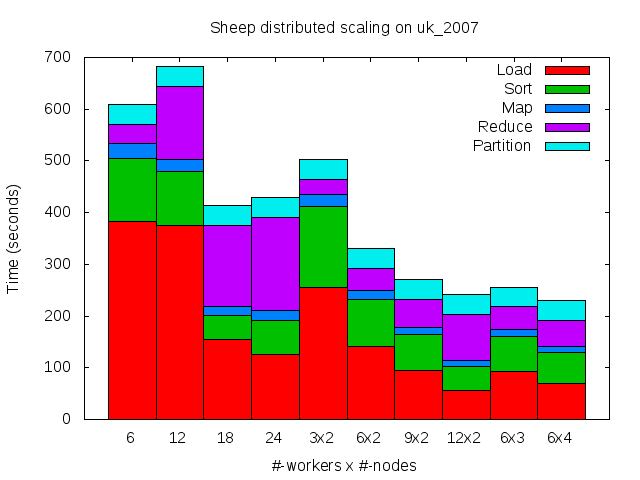 Sheep distributed scaling on uk_2007
700
600
500
400
300
200
100
0
Time (seconds)
Load
Sort
Map
Reduce
Partition
6 12 18 24 3x2 6x2 9x2 12x2 6x3 6x4
#-workers x #-nodes